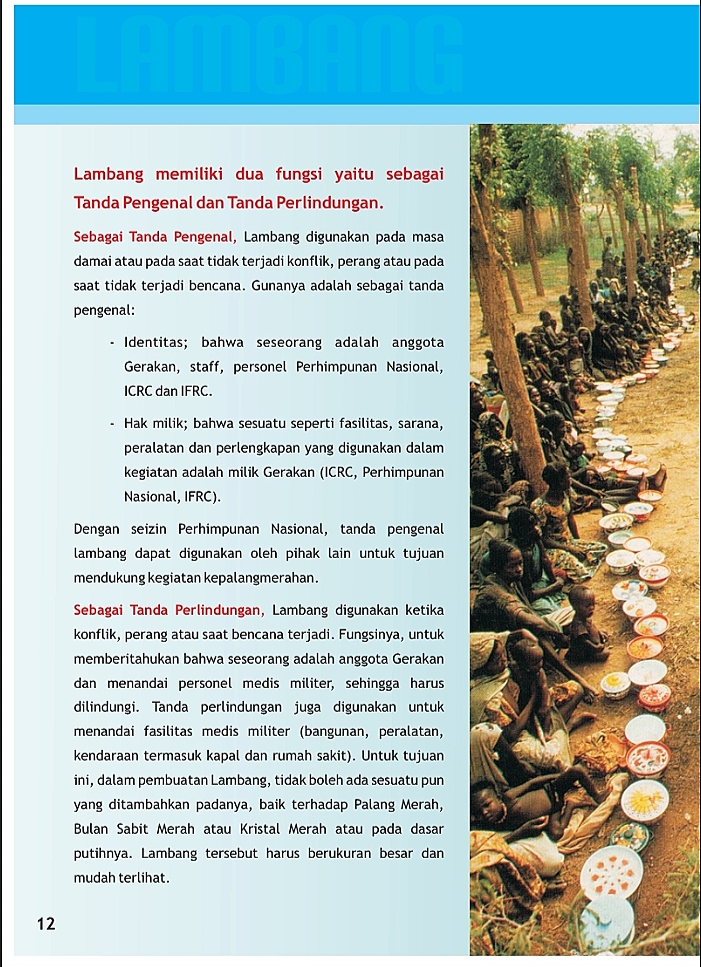 LAMBANG
Lambang memiliki dua fungsi yaitu sebagai
Tanda Pengenal dan Tanda Perlindungan.
Sebagai Tanda Pengenal, Lambang digunakan pada masa
damai atau pada saat tidak terjadi konflik, perang atau pada
saat tidak terjadi bencana. Gunanya adalah sebagai tanda
pengenal:
- Identitas; bahwa seseorang adalah anggota
Gerakan, staff, personel Perhimpunan Nasional,
ICRC dan IFRC.
- Hak milik; bahwa sesuatu seperti fasilitas, sarana,
peralatan dan perlengkapan yang digunakan dalam
kegiatan adalah milik Gerakan (ICRC, Perhimpunan
Nasional, IFRC).
Dengan seizin Perhimpunan Nasional, tanda pengenal
lambang dapat digunakan oleh pihak lain untuk tujuan
mendukung kegiatan kepalangmerahan.
Sebagai Tanda Perlindungan, Lambang digunakan ketika
konflik, perang atau saat bencana terjadi. Fungsinya, untuk
memberitahukan bahwa seseorang adalah anggota Gerakan
dan menandai personel medis militer, sehingga harus
dilindungi. Tanda perlindungan juga digunakan untuk
menandai fasilitas medis militer (bangunan, peralatan,
kendaraan termasuk kapal dan rumah sakit). Untuk tujuan
ini, dalam pembuatan Lambang, tidak boleh ada sesuatu pun
yang ditambahkan padanya, baik terhadap Palang Merah,
Bulan Sabit Merah atau Kristal Merah atau pada dasar
putihnya. Lambang tersebut harus berukuran besar dan
mudah terlihat.
12